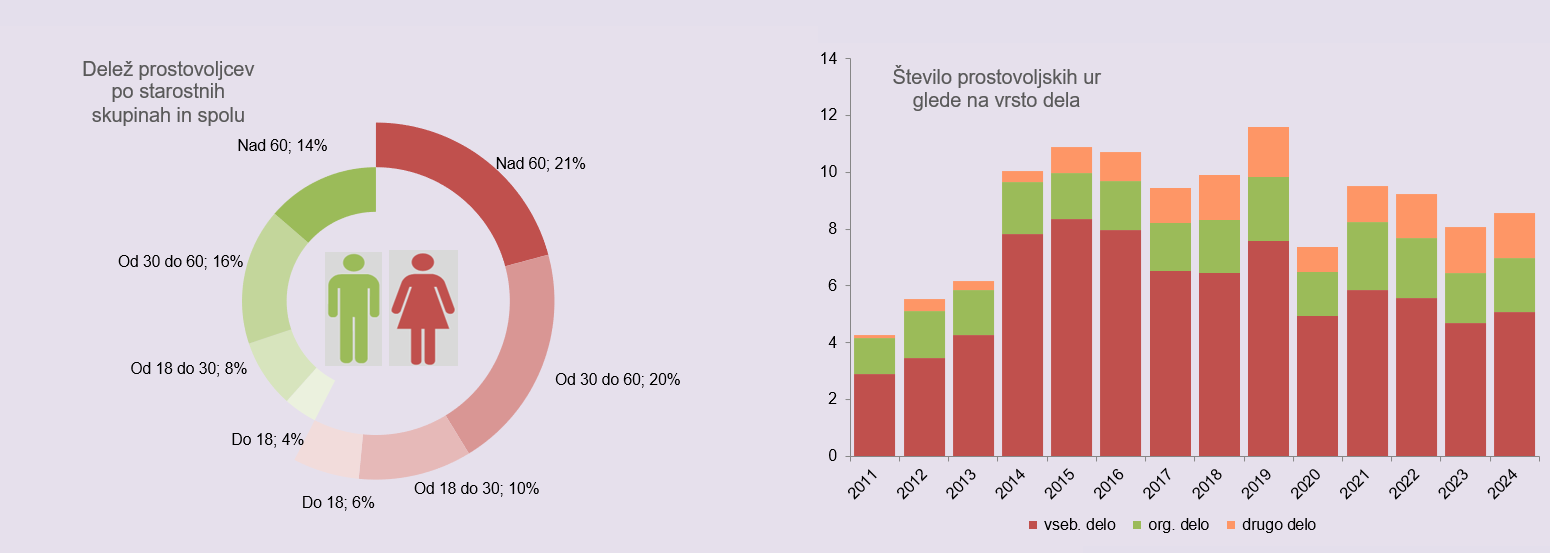 Delež prostovoljcev
po starostnih
skupinah in spolu
Nad 60; 14%
Nad 60; 21%
Od 30 do 60; 16%
Od 18 do 30; 8%
Od 30 do 60; 20%
Do 18; 4%
Od 18 do 30; 10%
Do 18; 6%
Število prostovoljskih ur
glede na vrsto dela
14
12
10
8
6
4
2
0
2011
2012
2013
2014
2015
2016
2017
2018
2019
2020
2021
2022
2023
2024
vseb. delo
org. delo
drugo delo